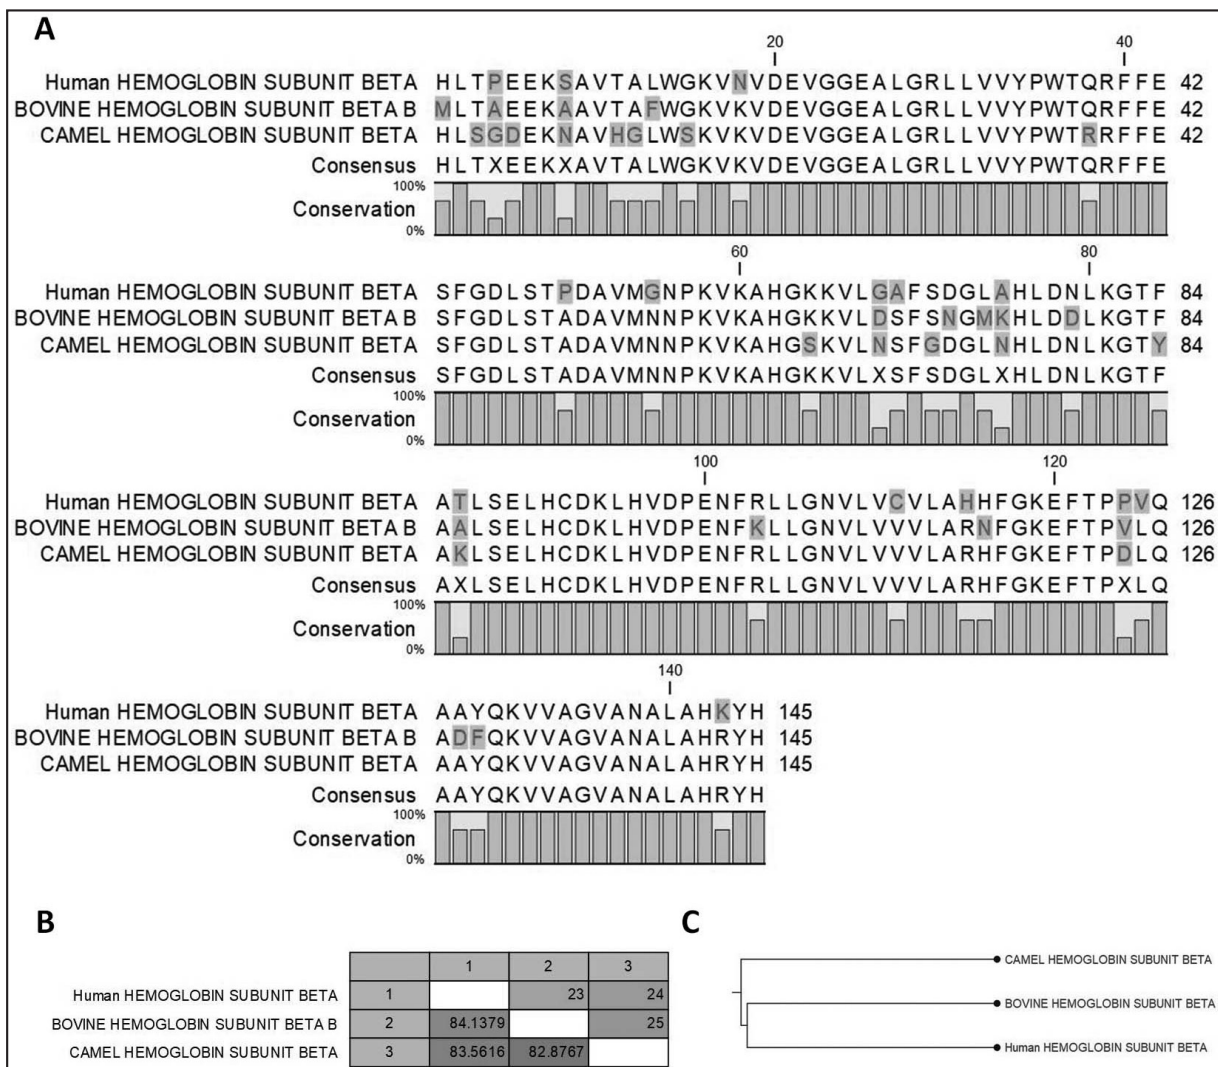 A
20 40
Human HEMOGLOBIN SUBUNIT BETA HLTPEEKSAVTALWGKVNVDEVGGEALGRLLVVYPWTQRFFE 42
BOVINE HEMOGLOBIN SUBUNIT BETA B MLTAEEKAAVTAFWGKVKVDEVGGEALGRLLVVYPWTQRFFE 42
CAMEL HEMOGLOBIN SUBUNIT BETA HLSGDEKNAVHGLWSKVKVDEVGGEALGRLLVVYPWTRRFFE 42
Consensus HLTXEEKXAVTALWGKVKVDEVGGEALGRLLVVYPWTQRFFE
100%
Conservation
0%
60 80
Human HEMOGLOBIN SUBUNIT BETA SFGDLSTPDAVMGNPKVKAHGKKVLGAFSDGLAHLDNLKGTF 84
BOVINE HEMOGLOBIN SUBUNIT BETA B SFGDLSTADAVMNNPKVKAHGKKVLDSFSNGMKHLDDLKGTF 84
CAMEL HEMOGLOBIN SUBUNIT BETA SFGDLSTADAVMNNPKVKAHGSKVLNSFGDGLNHLDNLKGTY 84
Consensus SFGDLSTADAVMNNPKVKAHGKKVLXSFSDGLXHLDNLKGTF
100%
Conservation
0%
100 120
Human HEMOGLOBIN SUBUNIT BETA ATLSELHCDKLHVDPENFRLLGNVLVCVLAHHFGKEFTPPVQ 126
BOVINE HEMOGLOBIN SUBUNIT BETA B AALSELHCDKLHVDPENFKLLGNVLVVVLARNFGKEFTPVLQ 126
CAMEL HEMOGLOBIN SUBUNIT BETA AKLSELHCDKLHVDPENFRLLGNVLVVVLARHFGKEFTPDLQ 126
Consensus AXLSELHCDKLHVDPENFRLLGNVLVVVLARHFGKEFTPXLQ
100%
Conservation
0%
140
Human HEMOGLOBIN SUBUNIT BETA AAYQKVVAGVANALAHKYH 145
BOVINE HEMOGLOBIN SUBUNIT BETA B ADFQKVVAGVANALAHRYH 145
CAMEL HEMOGLOBIN SUBUNIT BETA AAYQKVVAGVANALAHRYH 145
Consensus AAYQKVVAGVANALAHRYH
100%
Conservation
0%
B
1 2 3
Human HEMOGLOBIN SUBUNIT BETA 1 23 24
BOVINE HEMOGLOBIN SUBUNIT BETA B 2 84.1379 25
CAMEL HEMOGLOBIN SUBUNIT BETA 3 83.5616 82.8767
C
CAMEL HEMOGLOBIN SUBUNIT BETA
BOVINE HEMOGLOBIN SUBUNIT BETA
Human HEMOGLOBIN SUBUNIT BETA